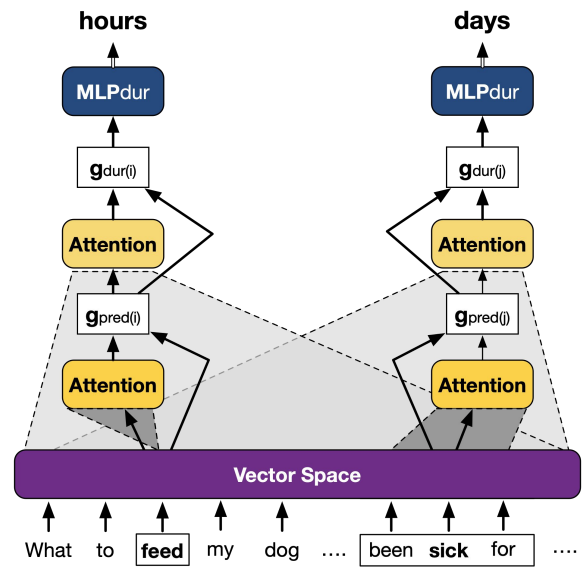 hours days
MLPdur MLPdur
gdur(i) gdur(j)
Attention Attention
gpred(i) gpred(j)
Attention Attention
Vector Space
What to feed my dog .... been sick for ....